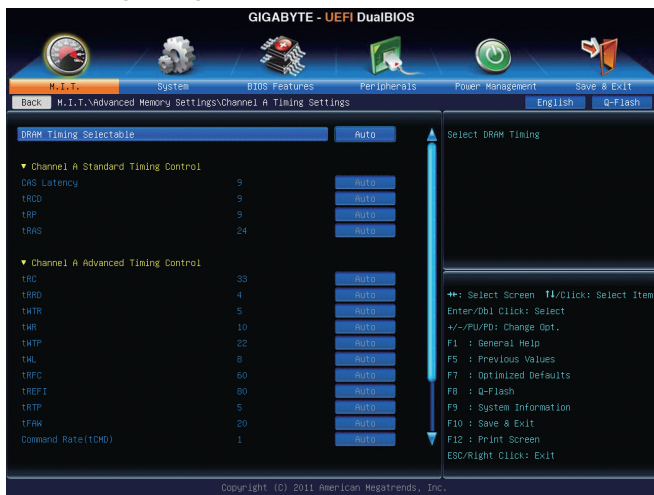 GIGABYTE - UEFI DualBIOS
M.I.T. System BIOS Features Peripherals Power Management Save & Exit
Back M.I.T.\Advanced Memory Settings\Channel A Timing Settings English Q-Flash
DRAM Timing Selectable Auto
▼ Channel A Standard Timing Control
CAS Latency 9 Auto
tRCD 9 Auto
tRP 9 Auto
tRAS 24 Auto
▼ Channel A Advanced Timing Control
tRC 33 Auto
tRRD 4 Auto
tWTR 5 Auto
tWR 10 Auto
tWTP 22 Auto
tWL 8 Auto
tRFC 60 Auto
tREFI 80 Auto
tRTP 5 Auto
tFAW 20 Auto
Command Rate(tCMD) 1 Auto
Select DRAM Timing
→←: Select Screen ↑↓/Click: Select Item
Enter/Dbl Click: Select
+/-/PU/PD: Change Opt.
F1 : General Help
F5 : Previous Values
F7 : Optimized Defaults
F8 : Q-Flash
F9 : System Information
F10 : Save & Exit
F12 : Print Screen
ESC/Right Click: Exit
Copyright (C) 2011 American Megatrends, Inc.